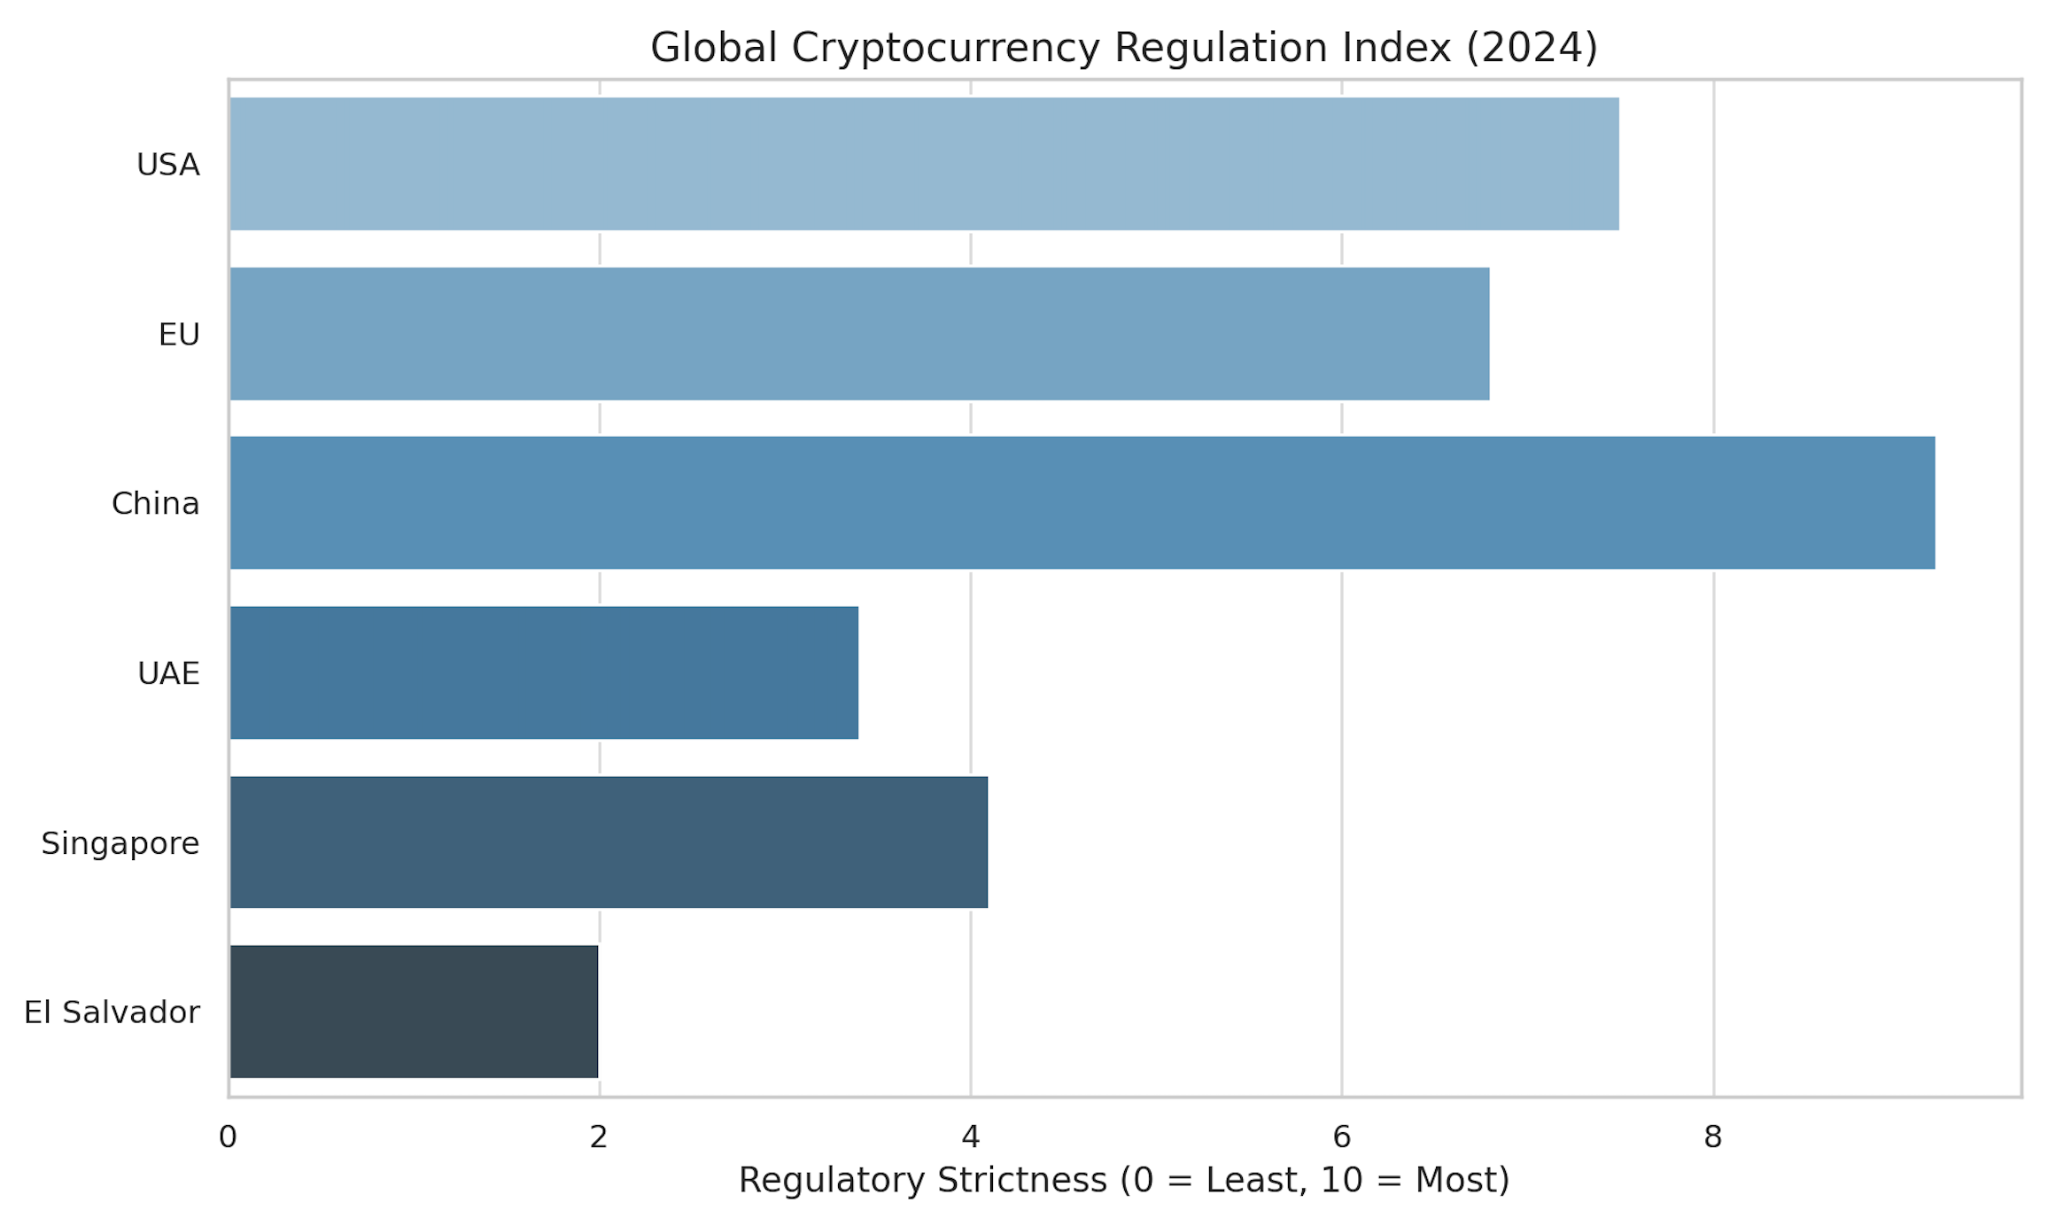 Global Cryptocurrency Regulation Index (2024)
USA
EU
China
UAE
Singapore
El Salvador
0 2 4 6 8
Regulatory Strictness (0 = Least, 10 = Most)